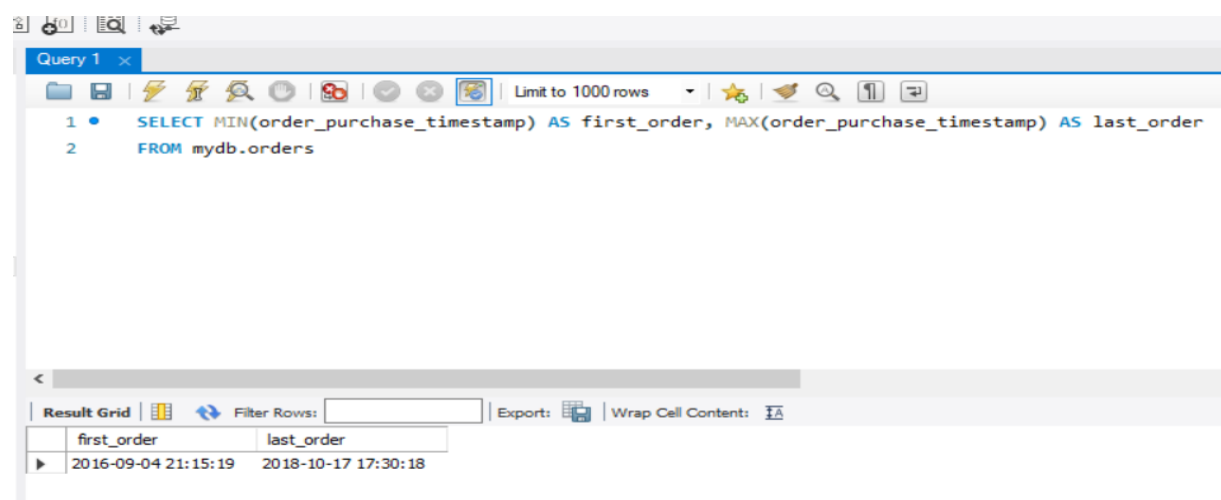 Query 1
Limit to 1000 rows
1 SELECT MIN(order_purchase_timestamp) AS first_order, MAX(order_purchase_timestamp) AS last_order
2 FROM mydb.orders
Result Grid Filter Rows: Export: Wrap Cell Content:
first_order last_order
2016-09-04 21:15:19 2018-10-17 17:30:18